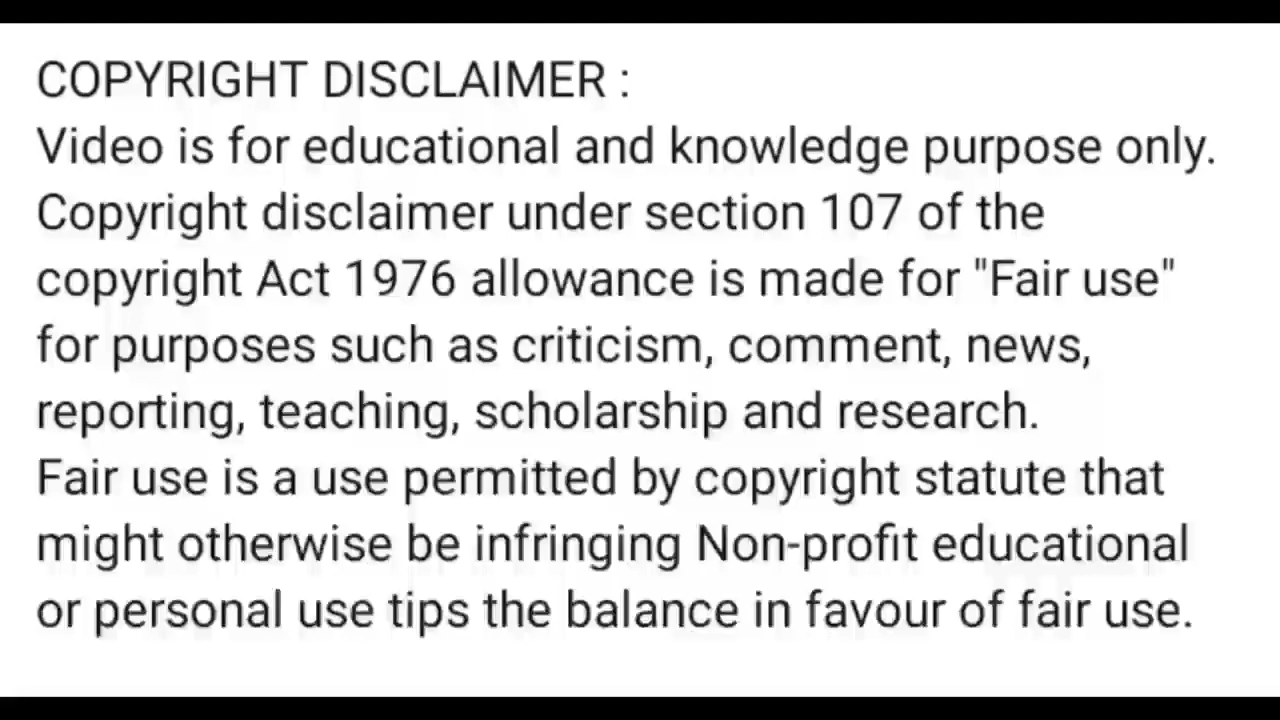 COPYRIGHT DISCLAIMER :
Video is for educational and knowledge purpose only.
Copyright disclaimer under section 107 of the
copyright Act 1976 allowance is made for "Fair use"
for purposes such as criticism, comment, news,
reporting, teaching, scholarship and research.
Fair use is a use permitted by copyright statute that
might otherwise be infringing Non-profit educational
or personal use tips the balance in favour of fair use.